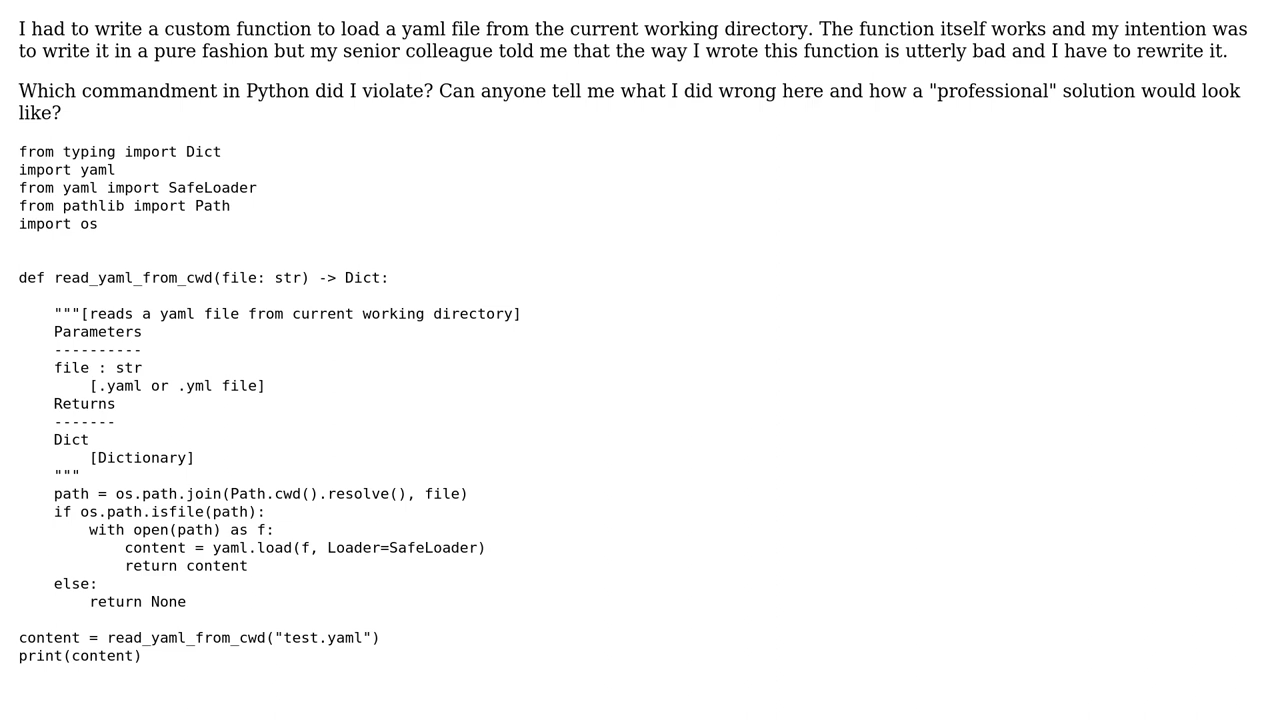 I had to write a custom function to load a yaml file from the current working directory. The function itself works and my intention was
to write it in a pure fashion but my senior colleague told me that the way I wrote this function is utterly bad and I have to rewrite it.
Which commandment in Python did I violate? Can anyone tell me what I did wrong here and how a "professional" solution would look
like?
from typing import Dict
import yaml
from yaml import SafeLoader
from pathlib import Path
import os
def read_yaml_from_cwd(file: str) -> Dict:
    """[reads a yaml file from current working directory]
    Parameters
    ----------
    file : str
        [.yaml or .yml file]
    Returns
    -------
    Dict
        [Dictionary]
    """
    path = os.path.join(Path.cwd().resolve(), file)
    if os.path.isfile(path):
        with open(path) as f:
            content = yaml.load(f, Loader=SafeLoader)
            return content
    else:
        return None
content = read_yaml_from_cwd("test.yaml")
print(content)